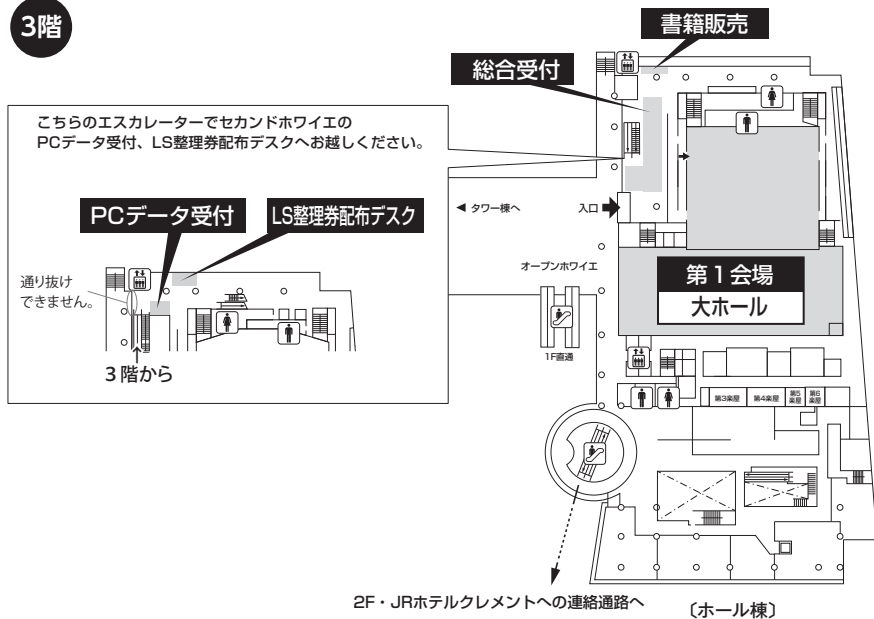 3階
書籍販売
総合受付
こちらのエスカレーターでセカンドホワイエの
PCデータ受付、LS整理券配布デスクへお越しください。
PCデータ受付
LS整理券配布デスク
通り抜け
できません。
3階から
◀ タワー棟へ
入口
オープンホワイエ
1F直通
第1会場
大ホール
第3楽屋
第4楽屋
第5
楽屋
第6
楽屋
2F・JRホテルクレメントへの連絡通路へ
〔ホール棟〕